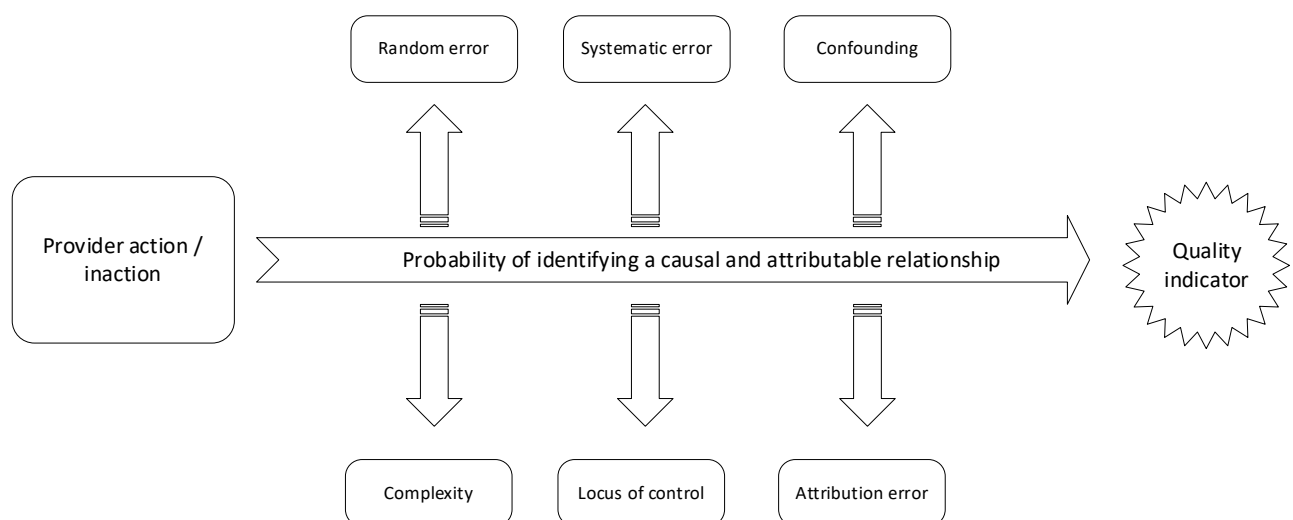 Random error
Systematic error
Confounding
Provider action /
inaction
Probability of identifying a causal and attributable relationship
Quality
indicator
Complexity
Locus of control
Attribution error